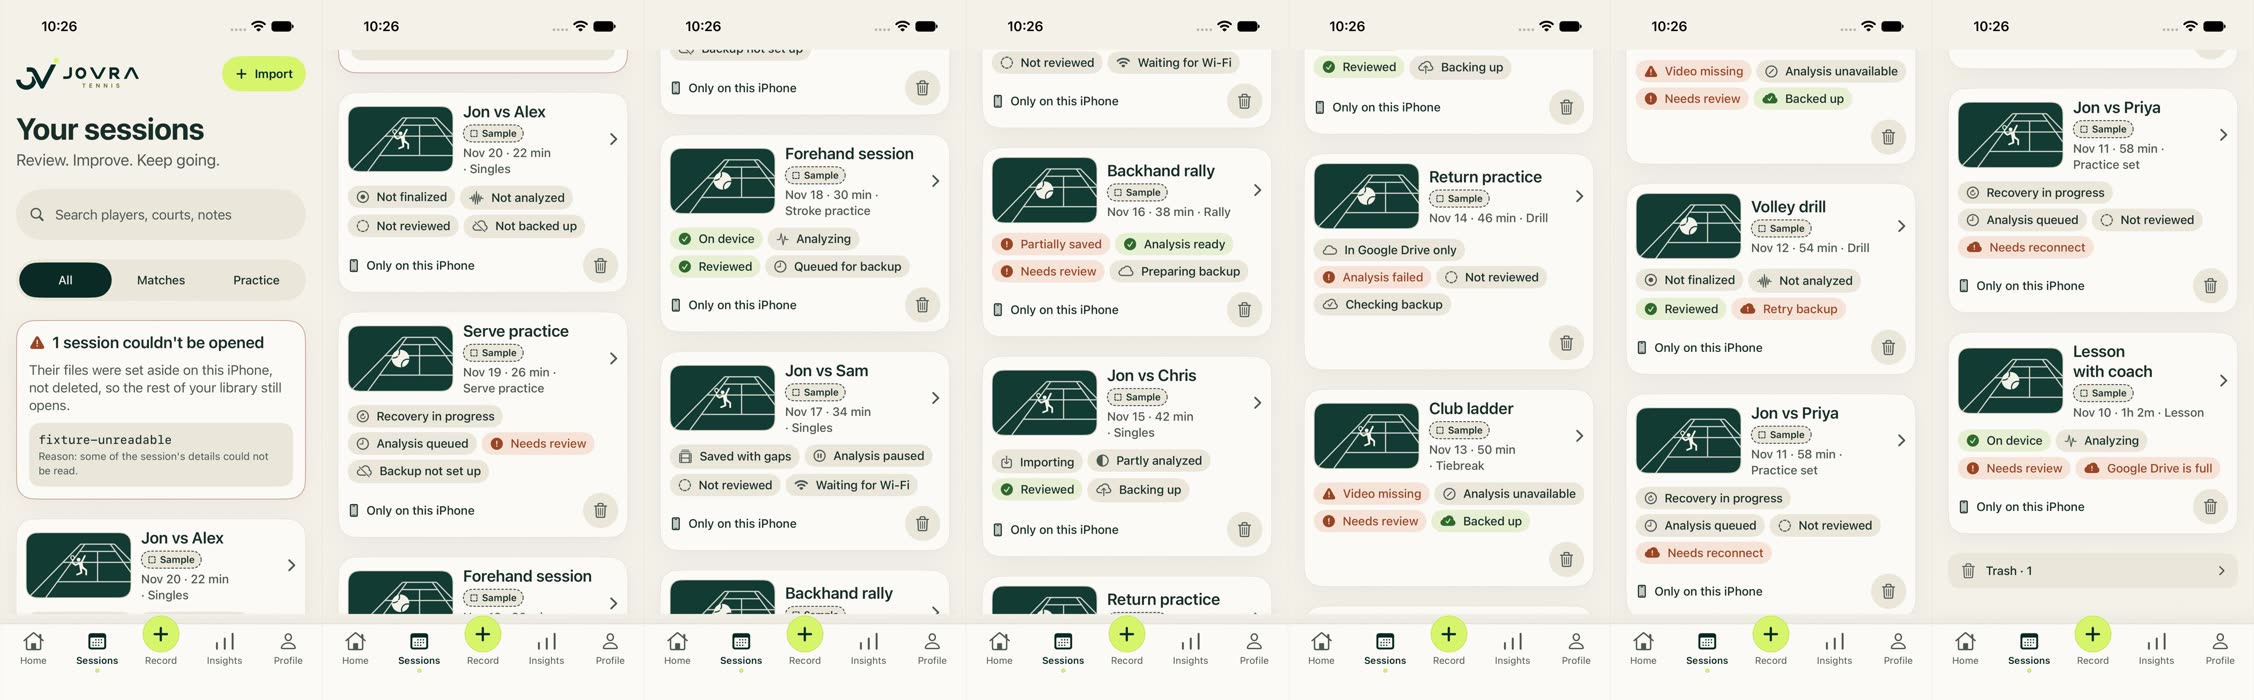 10:26
JOVRA
TENNIS
+ Import
Your sessions
Review. Improve. Keep going.
Search players, courts, notes
All
Matches
Practice
1 session couldn't be opened
Their files were set aside on this iPhone,
not deleted, so the rest of your library still
opens.
fixture-unreadable
Reason: some of the session's details could not
be read.
Jon vs Alex
Sample
Nov 20 · 22 min
· Singles
Home
Sessions
Record
Insights
Profile
10:26
Jon vs Alex
Sample
Nov 20 · 22 min
· Singles
Not finalized
Not analyzed
Not reviewed
Not backed up
Only on this iPhone
Serve practice
Sample
Nov 19 · 26 min ·
Serve practice
Recovery in progress
Analysis queued
Needs review
Backup not set up
Only on this iPhone
Forehand session
Sample
Home
Sessions
Record
Insights
Profile
10:26
Backup not set up
Only on this iPhone
Forehand session
Sample
Nov 18 · 30 min ·
Stroke practice
On device
Analyzing
Reviewed
Queued for backup
Only on this iPhone
Jon vs Sam
Sample
Nov 17 · 34 min
· Singles
Saved with gaps
Analysis paused
Not reviewed
Waiting for Wi-Fi
Only on this iPhone
Backhand rally
Sample
Home
Sessions
Record
Insights
Profile
10:26
Not reviewed
Waiting for Wi-Fi
Only on this iPhone
Backhand rally
Sample
Nov 16 · 38 min · Rally
Partially saved
Analysis ready
Needs review
Preparing backup
Only on this iPhone
Jon vs Chris
Sample
Nov 15 · 42 min
· Singles
Importing
Partly analyzed
Reviewed
Backing up
Only on this iPhone
Return practice
Sample
Home
Sessions
Record
Insights
Profile
10:26
Reviewed
Backing up
Only on this iPhone
Return practice
Sample
Nov 14 · 46 min · Drill
In Google Drive only
Analysis failed
Not reviewed
Checking backup
Club ladder
Sample
Nov 13 · 50 min
· Tiebreak
Video missing
Analysis unavailable
Needs review
Backed up
Home
Sessions
Record
Insights
Profile
10:26
Video missing
Analysis unavailable
Needs review
Backed up
Volley drill
Sample
Nov 12 · 54 min · Drill
Not finalized
Not analyzed
Reviewed
Retry backup
Only on this iPhone
Jon vs Priya
Sample
Nov 11 · 58 min ·
Practice set
Recovery in progress
Analysis queued
Not reviewed
Needs reconnect
Only on this iPhone
Home
Sessions
Record
Insights
Profile
10:26
Jon vs Priya
Sample
Nov 11 · 58 min ·
Practice set
Recovery in progress
Analysis queued
Not reviewed
Needs reconnect
Only on this iPhone
Lesson
with coach
Sample
Nov 10 · 1h 2m · Lesson
On device
Analyzing
Needs review
Google Drive is full
Only on this iPhone
Trash · 1
Home
Sessions
Record
Insights
Profile